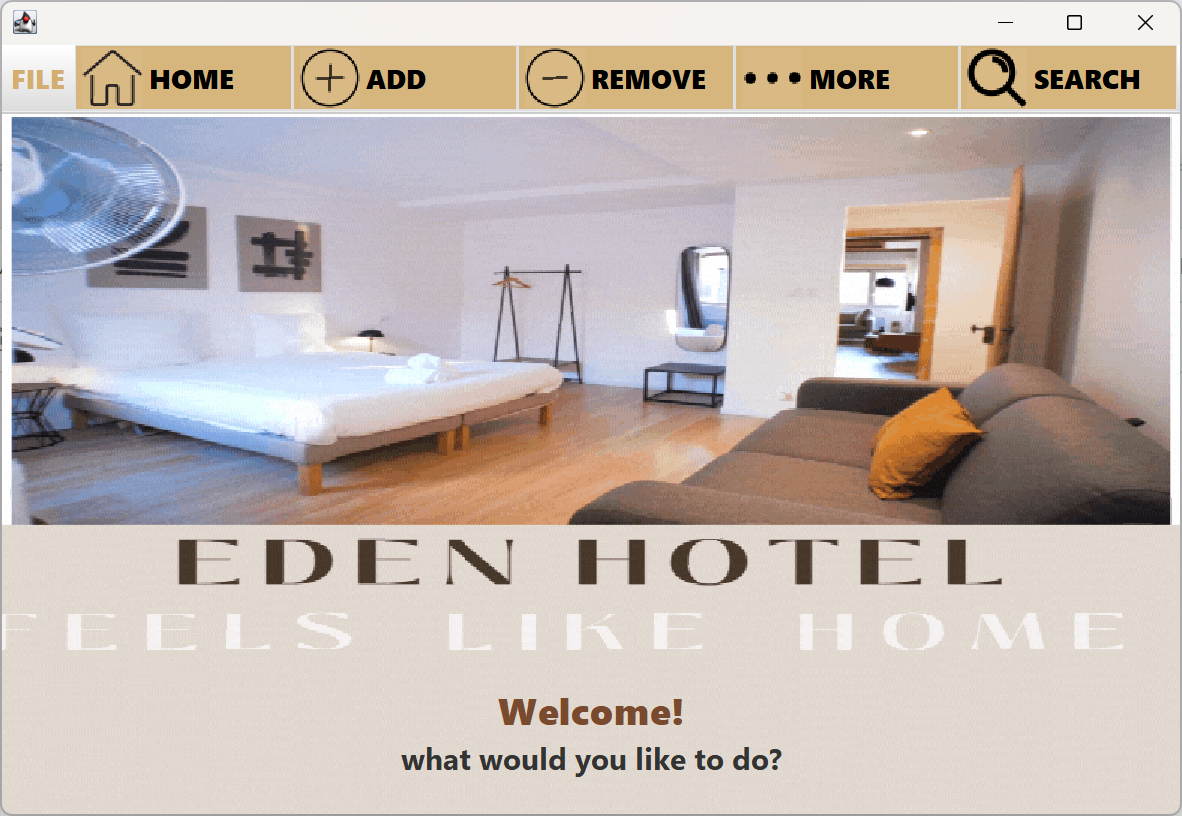 FILE HOME ADD REMOVE MORE SEARCH
EDEN HOTEL
FEELS LIKE HOME
Welcome!
what would you like to do?